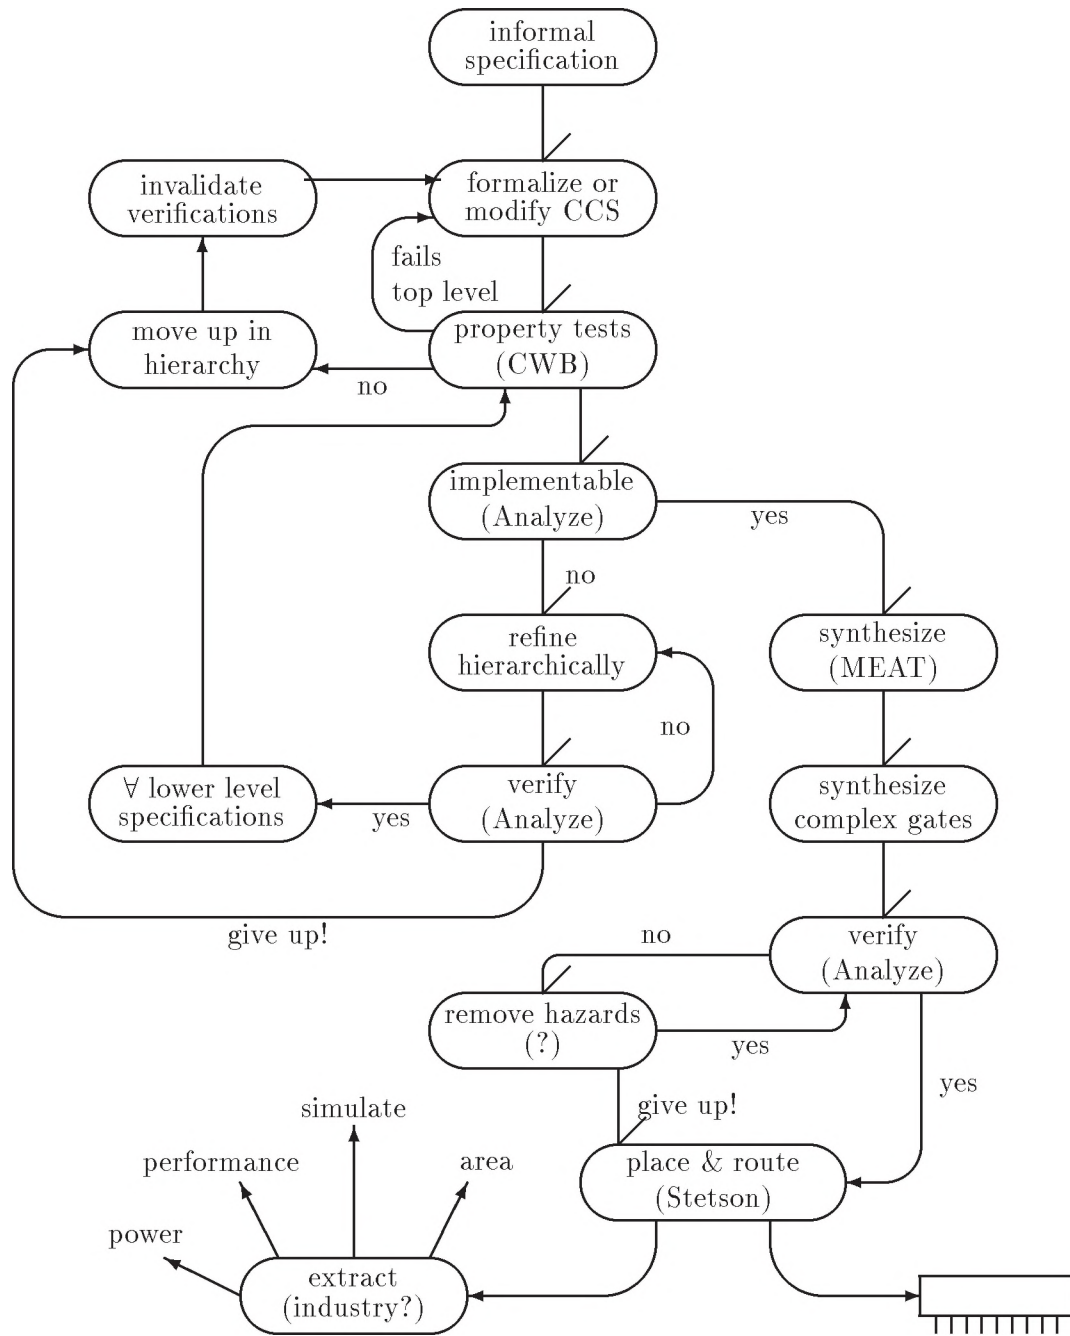 informal
specification
invalidate
verifications
formalize or
modify CCS
fails
top level
move up in
hierarchy
no
property tests
(CWB)
implementable
(Analyze)
yes
no
refine
hierarchically
no
synthesize
(MEAT)
∀ lower level
specifications
yes
verify
(Analyze)
synthesize
complex gates
give up!
no
verify
(Analyze)
remove hazards
(?)
yes
yes
give up!
simulate
performance
area
power
place & route
(Stetson)
extract
(industry?)